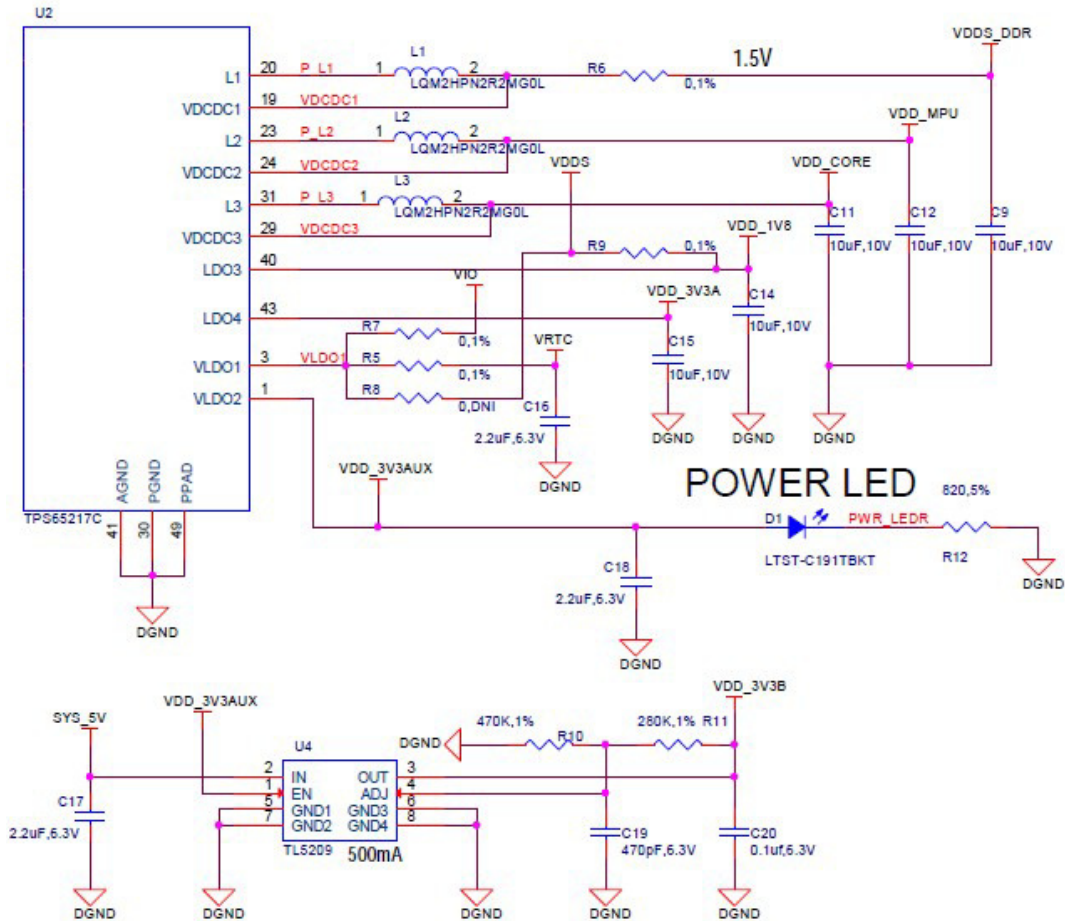 U2
L1
20
P_L1
1
L1
2
LQM2HPN2R2MG0L
R6
0,1%
1.5V
VDDS_DDR
VDCDC1
19
VDCDC1
L2
23
P_L2
1
L2
2
LQM2HPN2R2MG0L
VDD_MPU
VDCDC2
24
VDCDC2
VDDS
VDD_CORE
L3
31
P_L3
1
L3
2
LQM2HPN2R2MG0L
C11
10uF,10V
C12
10uF,10V
C9
10uF,10V
VDCDC3
29
VDCDC3
R9
0,1%
VDD_1V8
LDO3
40
VIO
VDD_3V3A
C14
10uF,10V
LDO4
43
R7
0,1%
VRTC
C15
10uF,10V
VLDO1
3
VLDO1
R5
0,1%
VLDO2
1
R8
0,DNI
C16
2.2uF,6.3V
DGND
DGND
DGND
DGND
AGND
PGND
PPAD
TPS65217C
41
30
49
DGND
VDD_3V3AUX
POWER LED
820,5%
D1
PWR_LEDR
LTST-C191TBKT
R12
DGND
C18
2.2uF,6.3V
DGND
SYS_5V
VDD_3V3AUX
VDD_3V3B
DGND
470K,1%
R10
280K,1%
R11
U4
2
IN
OUT
3
1
EN
ADJ
4
5
GND1
GND3
6
7
GND2
GND4
8
TL5209
500mA
C17
2.2uF,6.3V
C19
470pF,6.3V
C20
0.1uf,6.3V
DGND
DGND
DGND
DGND
DGND